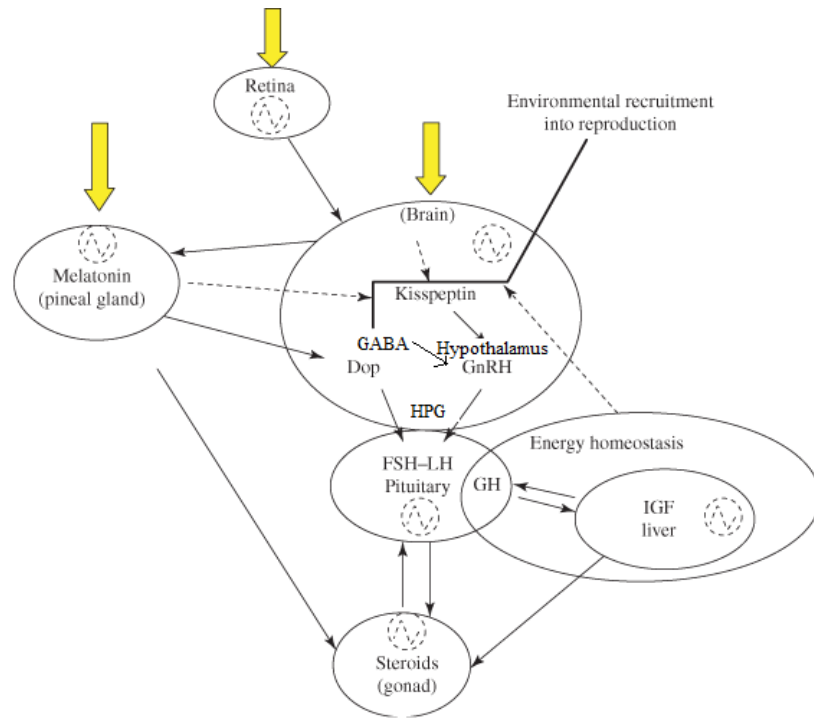 Retina
Environmental recruitment
into reproduction
(Brain)
Melatonin
(pineal gland)
Kisspeptin
GABA
Hypothalamus
Dop
GnRH
HPG
FSH–LH
Pituitary
GH
Energy homeostasis
IGF
liver
Steroids
(gonad)